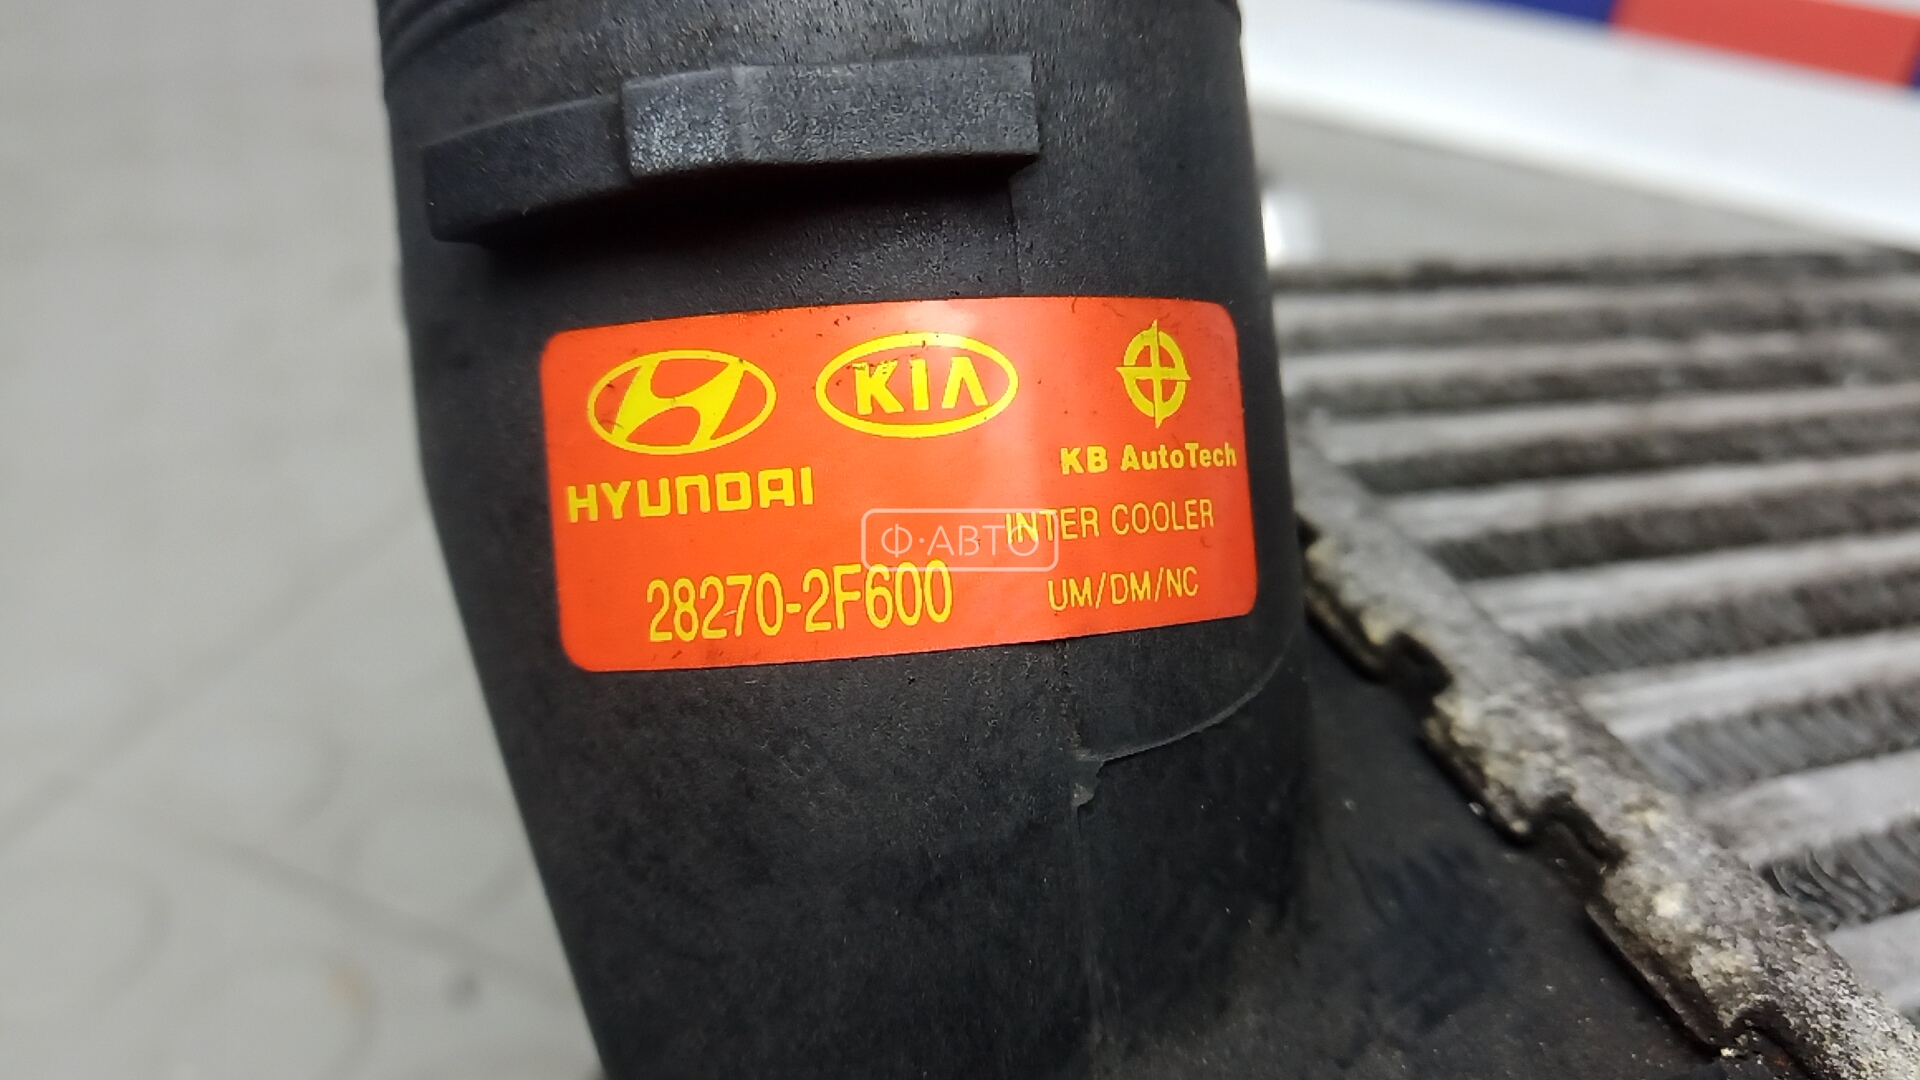 KIA
KB AutoTech
HYUNDAI
INTER COOLER
Ф·АВТО
28270-2F600
UM/DM/NC